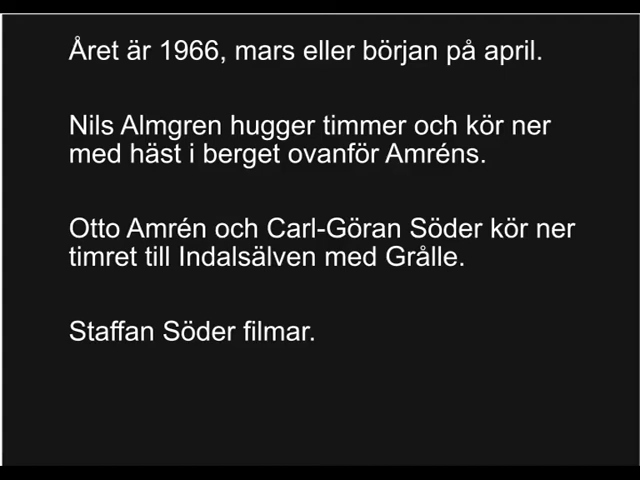 Året är 1966, mars eller början på april.
Nils Almgren hugger timmer och kör ner
med häst i berget ovanför Amréns.
Otto Amrén och Carl-Göran Söder kör ner
timret till Indalsälven med Grålle.
Staffan Söder filmar.